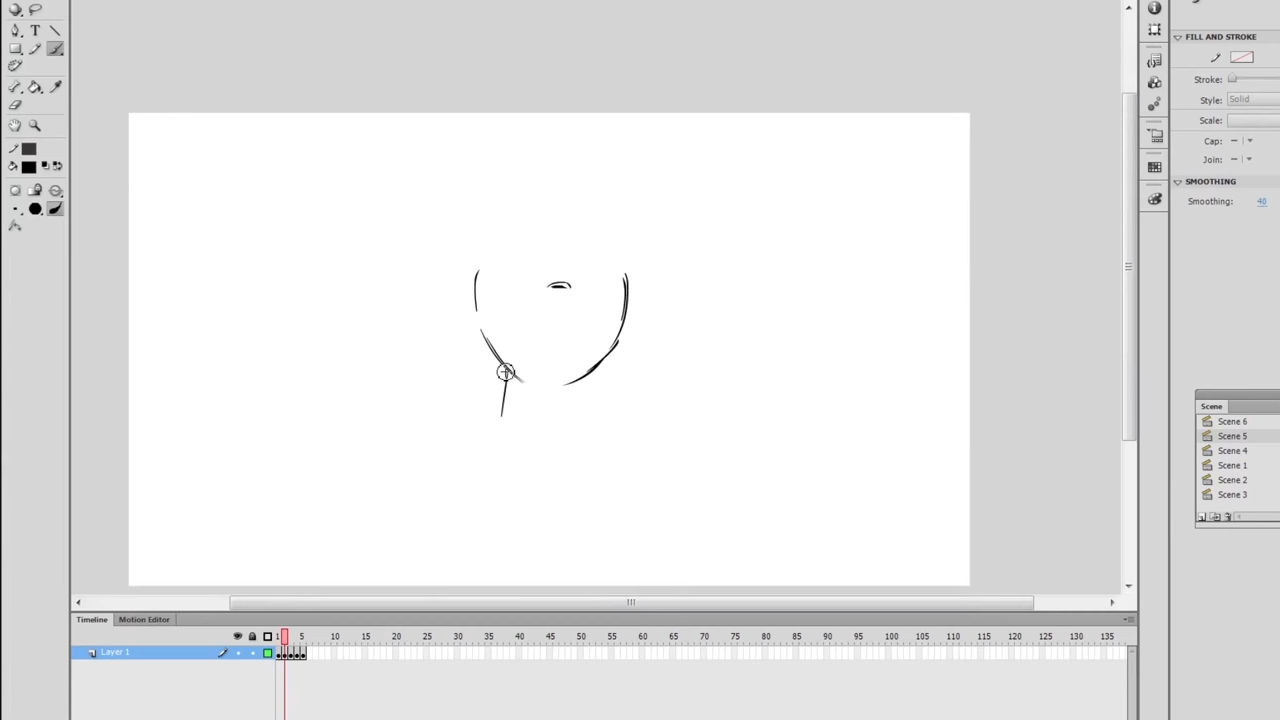 T
FILL AND STROKE
Stroke:
Style: Solid
Scale:
Cap:
Join:
SMOOTHING
Smoothing: 40
Scene
Scene 6
Scene 5
Scene 4
Scene 1
Scene 2
Scene 3
Timeline Motion Editor
1 5 10 15 20 25 30 35 40 45 50 55 60 65 70 75 80 85 90 95 100 105 110 115 120 125 130 135
Layer 1